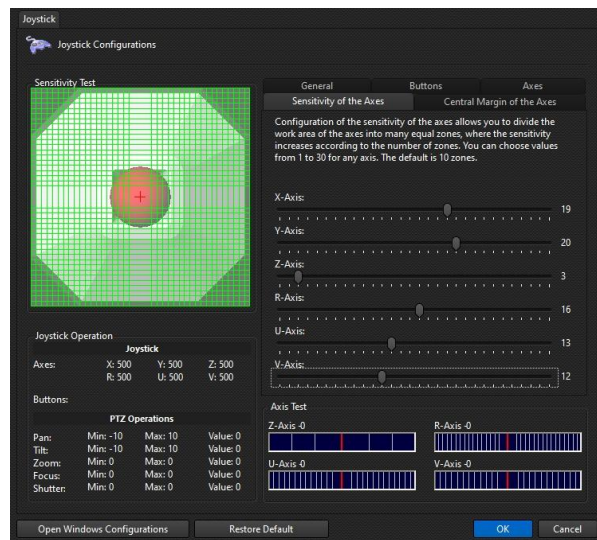 Joystick
Joystick Configurations
Sensitivity Test
General Buttons Axes
Sensitivity of the Axes Central Margin of the Axes
Configuration of the sensitivity of the axes allows you to divide the
work area of the axes into many equal zones, where the sensitivity
increases according to the number of zones. You can choose values
from 1 to 30 for any axis. The default is 10 zones.
X-Axis:
19
Y-Axis:
20
Z-Axis:
3
R-Axis:
16
U-Axis:
13
V-Axis:
12
Joystick Operation
Joystick
Axes: X: 500 Y: 500 Z: 500
R: 500 U: 500 V: 500
Buttons:
PTZ Operations
Pan: Min: -10 Max: 10 Value: 0
Tilt: Min: -10 Max: 10 Value: 0
Zoom: Min: 0 Max: 0 Value: 0
Focus: Min: 0 Max: 0 Value: 0
Shutter: Min: 0 Max: 0 Value: 0
Axis Test
Z-Axis -0 R-Axis -0
U-Axis -0 V-Axis -0
Open Windows Configurations Restore Default OK Cancel